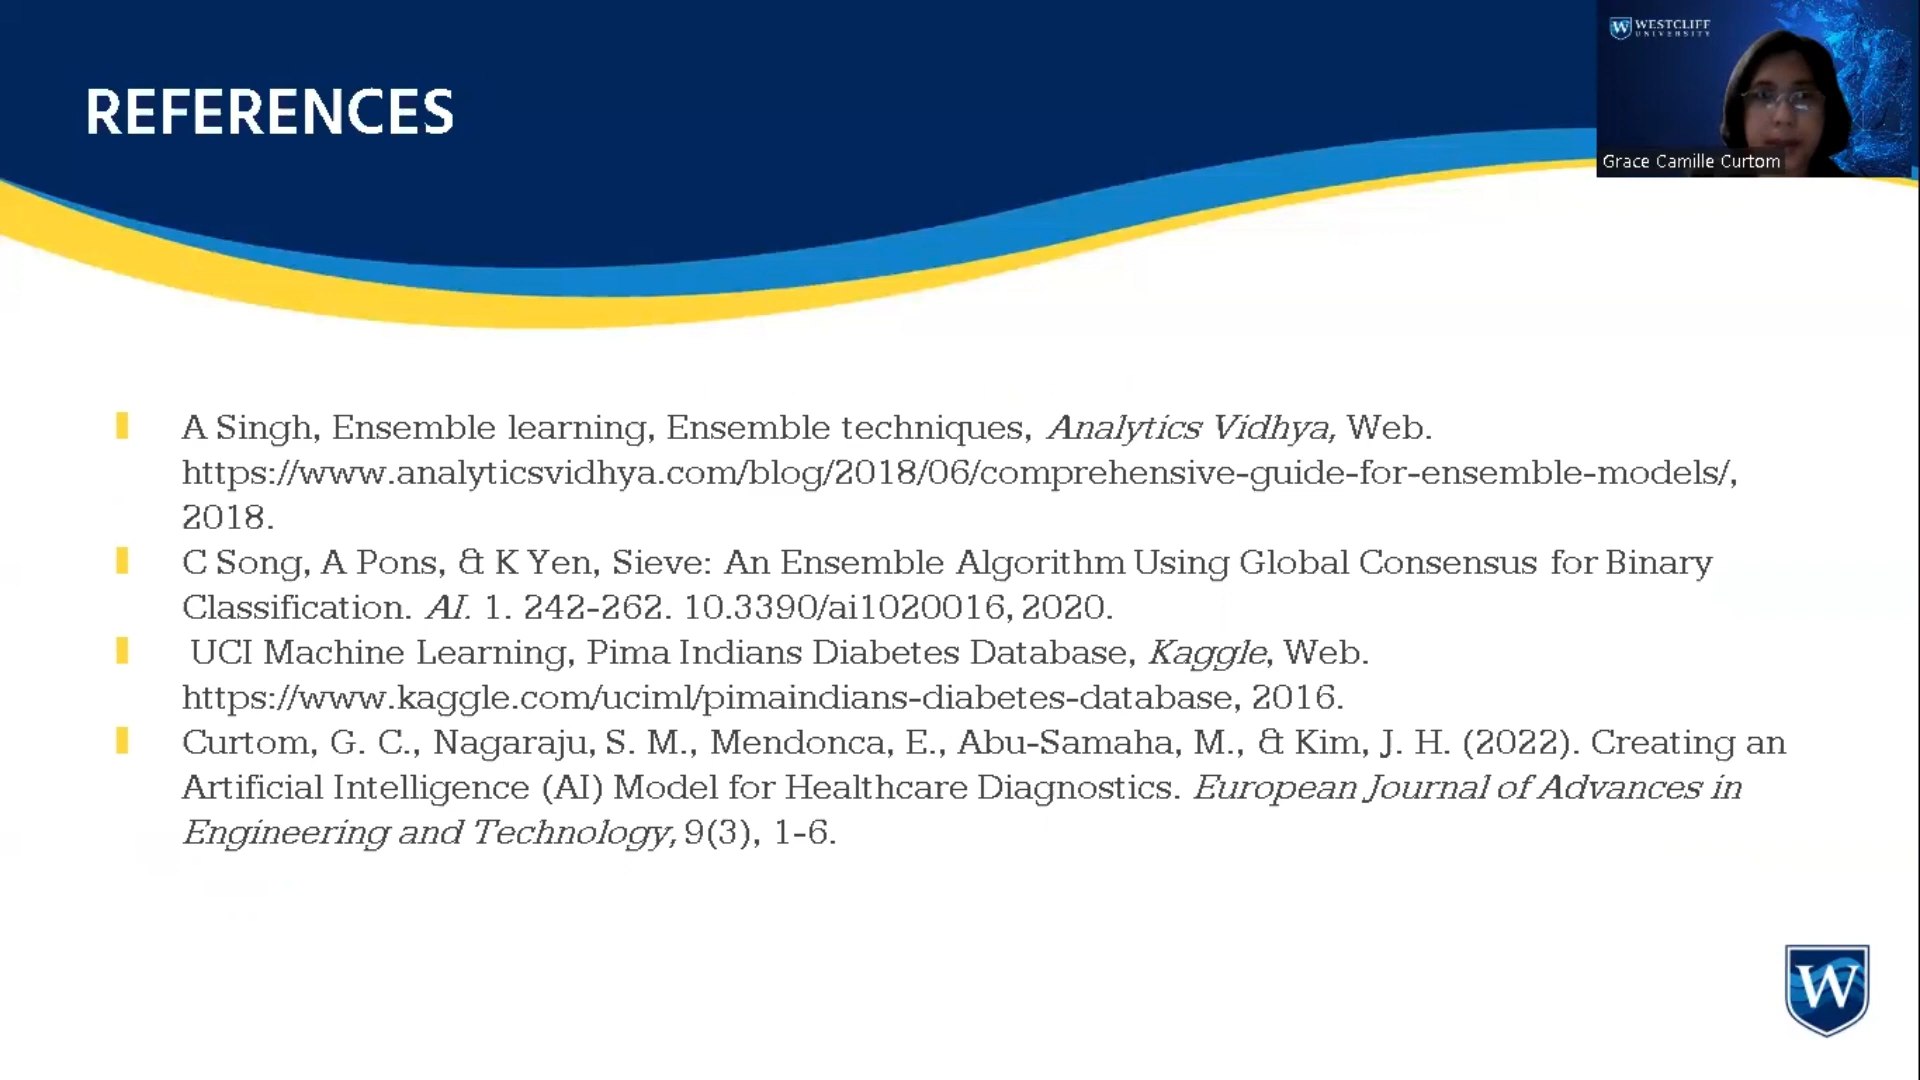 WESTCLIFF
UNIVERSITY
REFERENCES
Grace Camille Curtom
A Singh, Ensemble learning, Ensemble techniques, Analytics Vidhya, Web.
https://www.analyticsvidhya.com/blog/2018/06/comprehensive-guide-for-ensemble-models/,
2018.
C Song, A Pons, & K Yen, Sieve: An Ensemble Algorithm Using Global Consensus for Binary
Classification. AI. 1. 242-262. 10.3390/ai1020016, 2020.
UCI Machine Learning, Pima Indians Diabetes Database, Kaggle, Web.
https://www.kaggle.com/uciml/pimaindians-diabetes-database, 2016.
Curtom, G. C., Nagaraju, S. M., Mendonca, E., Abu-Samaha, M., & Kim, J. H. (2022). Creating an
Artificial Intelligence (AI) Model for Healthcare Diagnostics. European Journal of Advances in
Engineering and Technology, 9(3), 1-6.
W